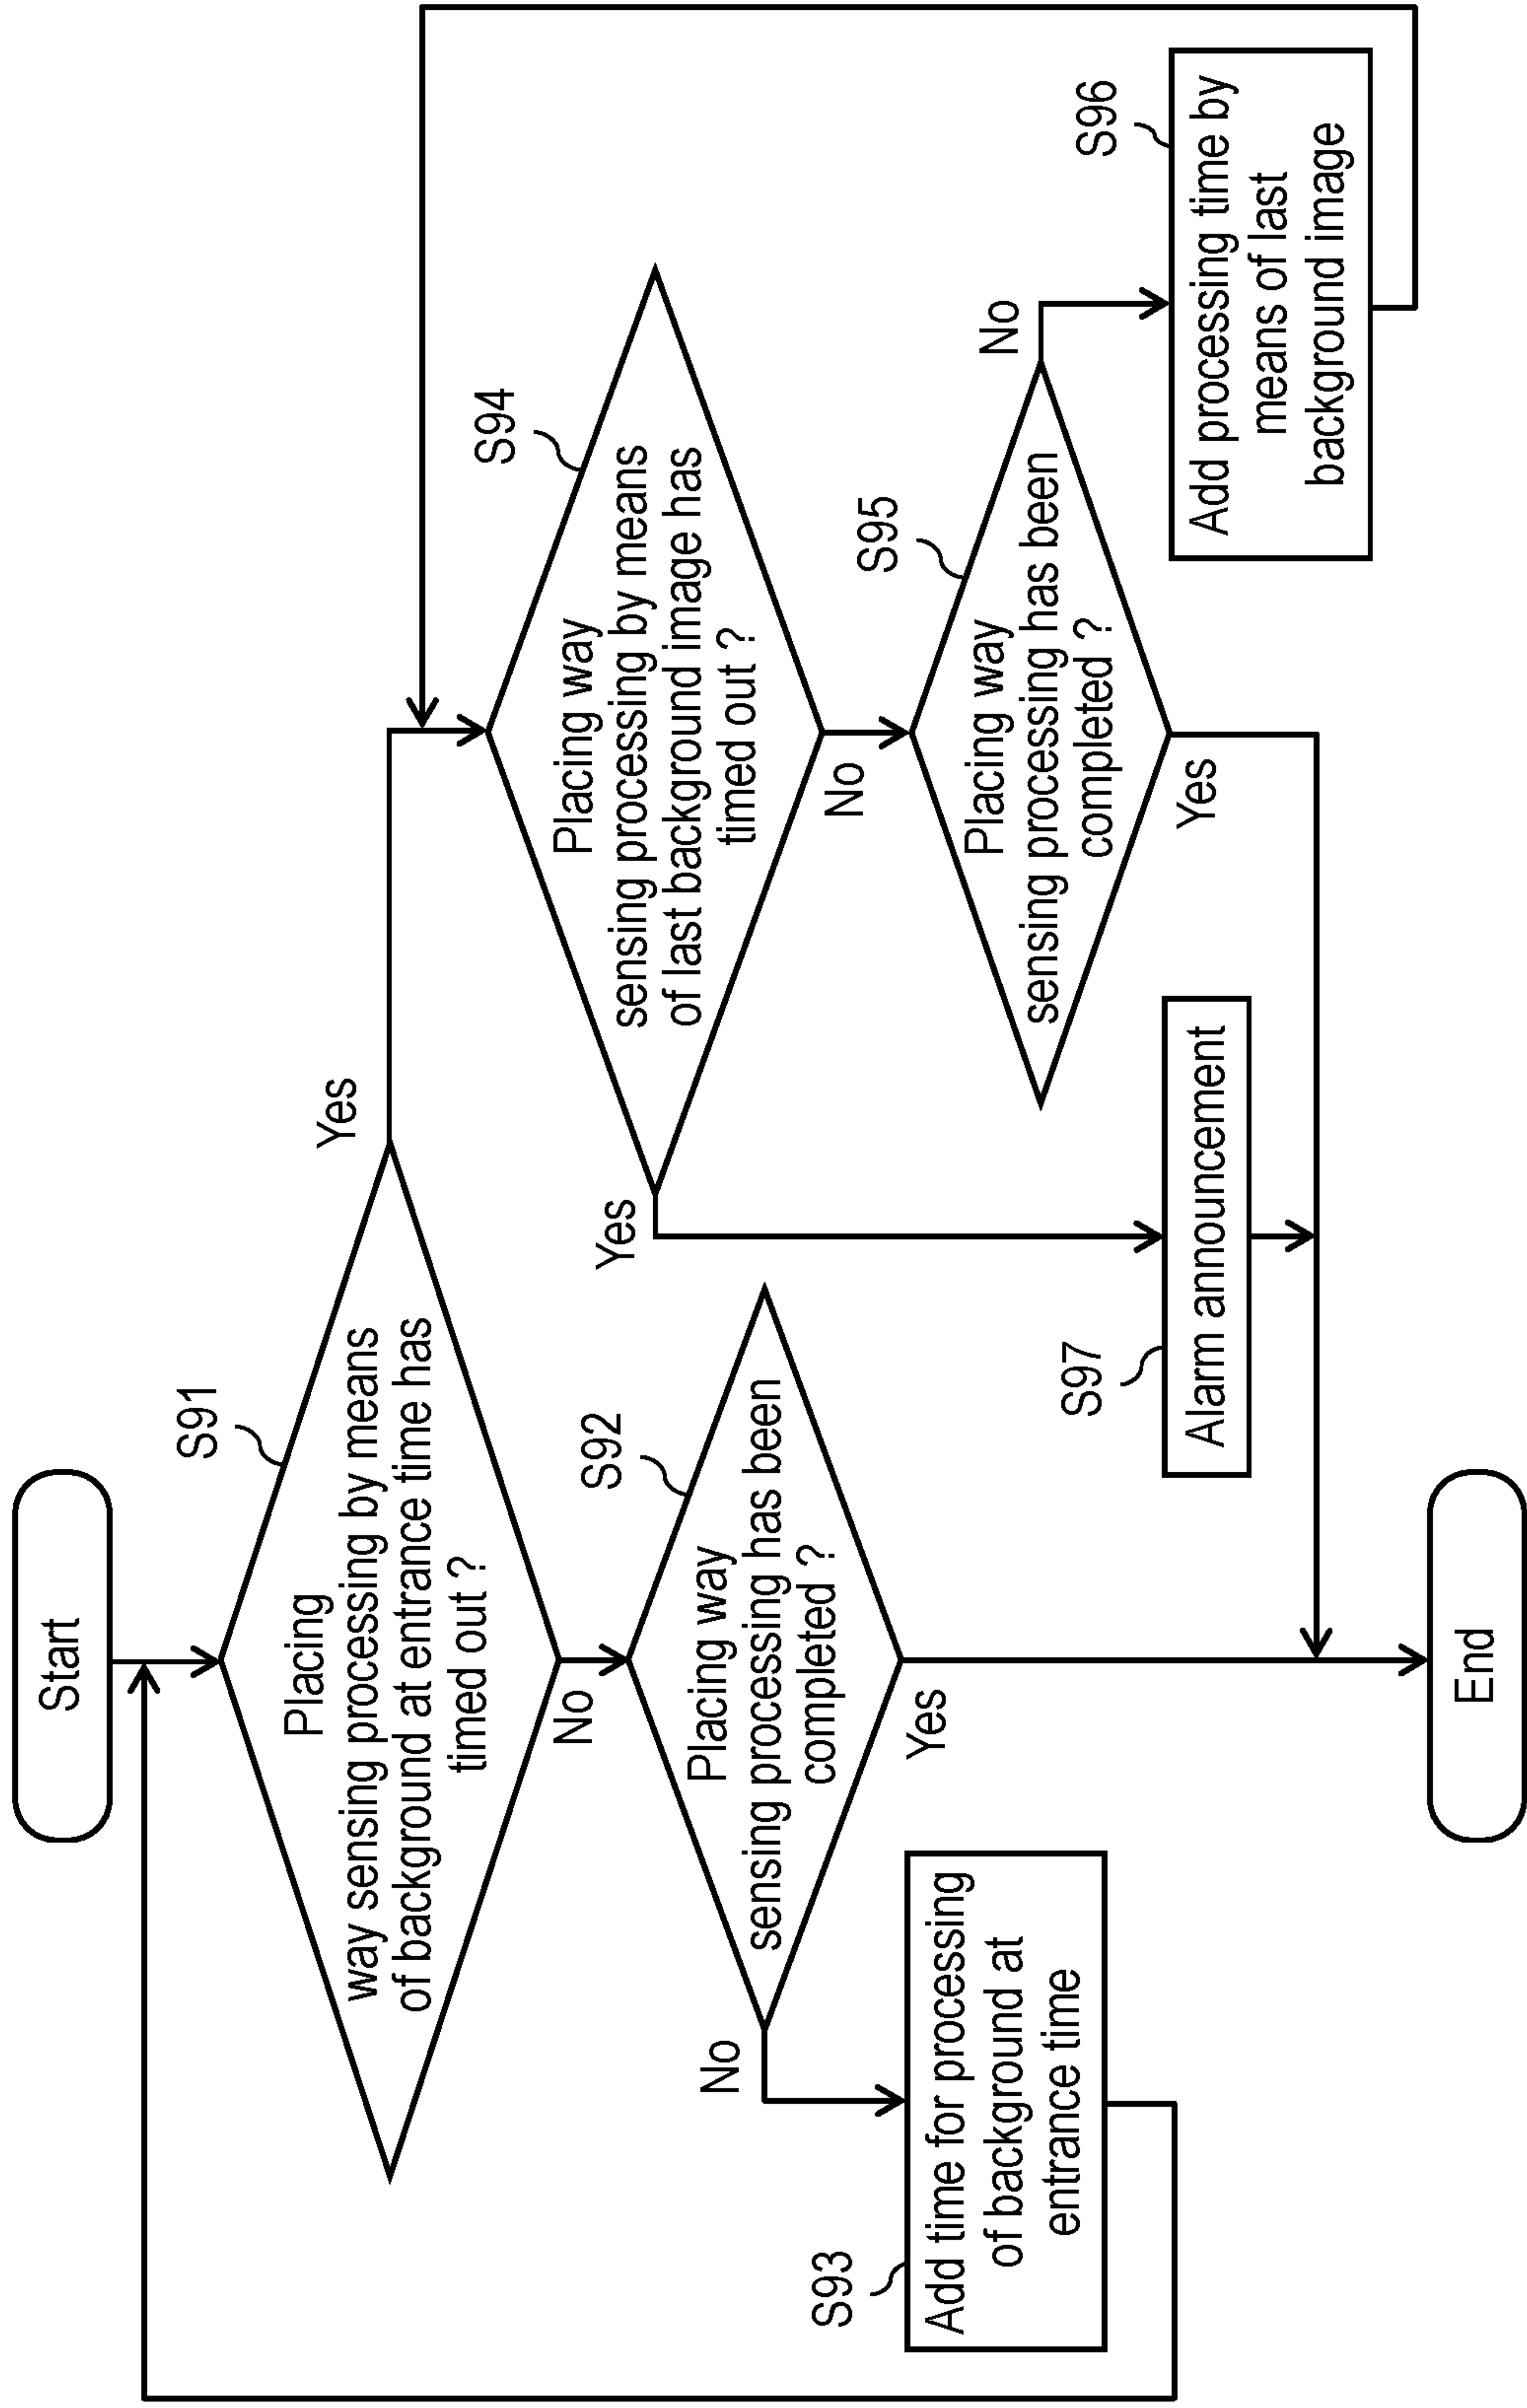 Start
S91
Placing
way sensing processing by means
of background at entrance time has
timed out ?
Yes
No
S92
Placing way
sensing processing has been
completed ?
No
Yes
S93
Add time for processing
of background at
entrance time
S94
Placing way
sensing processing by means
of last background image has
timed out ?
Yes
No
S95
Placing way
sensing processing has been
completed ?
No
Yes
S96
Add processing time by
means of last
background image
S97
Alarm announcement
End